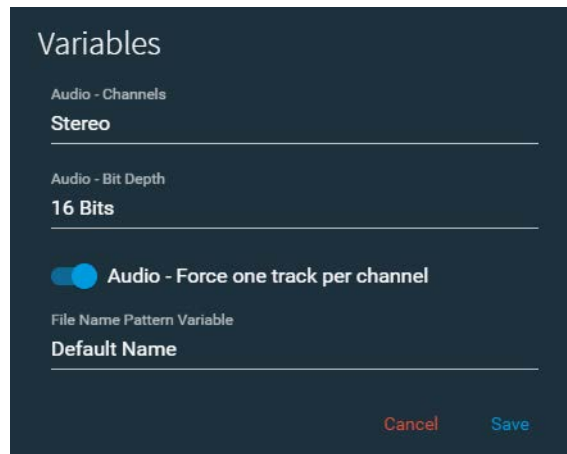 Variables
Audio - Channels
Stereo
Audio - Bit Depth
16 Bits
Audio - Force one track per channel
File Name Pattern Variable
Default Name
Cancel Save